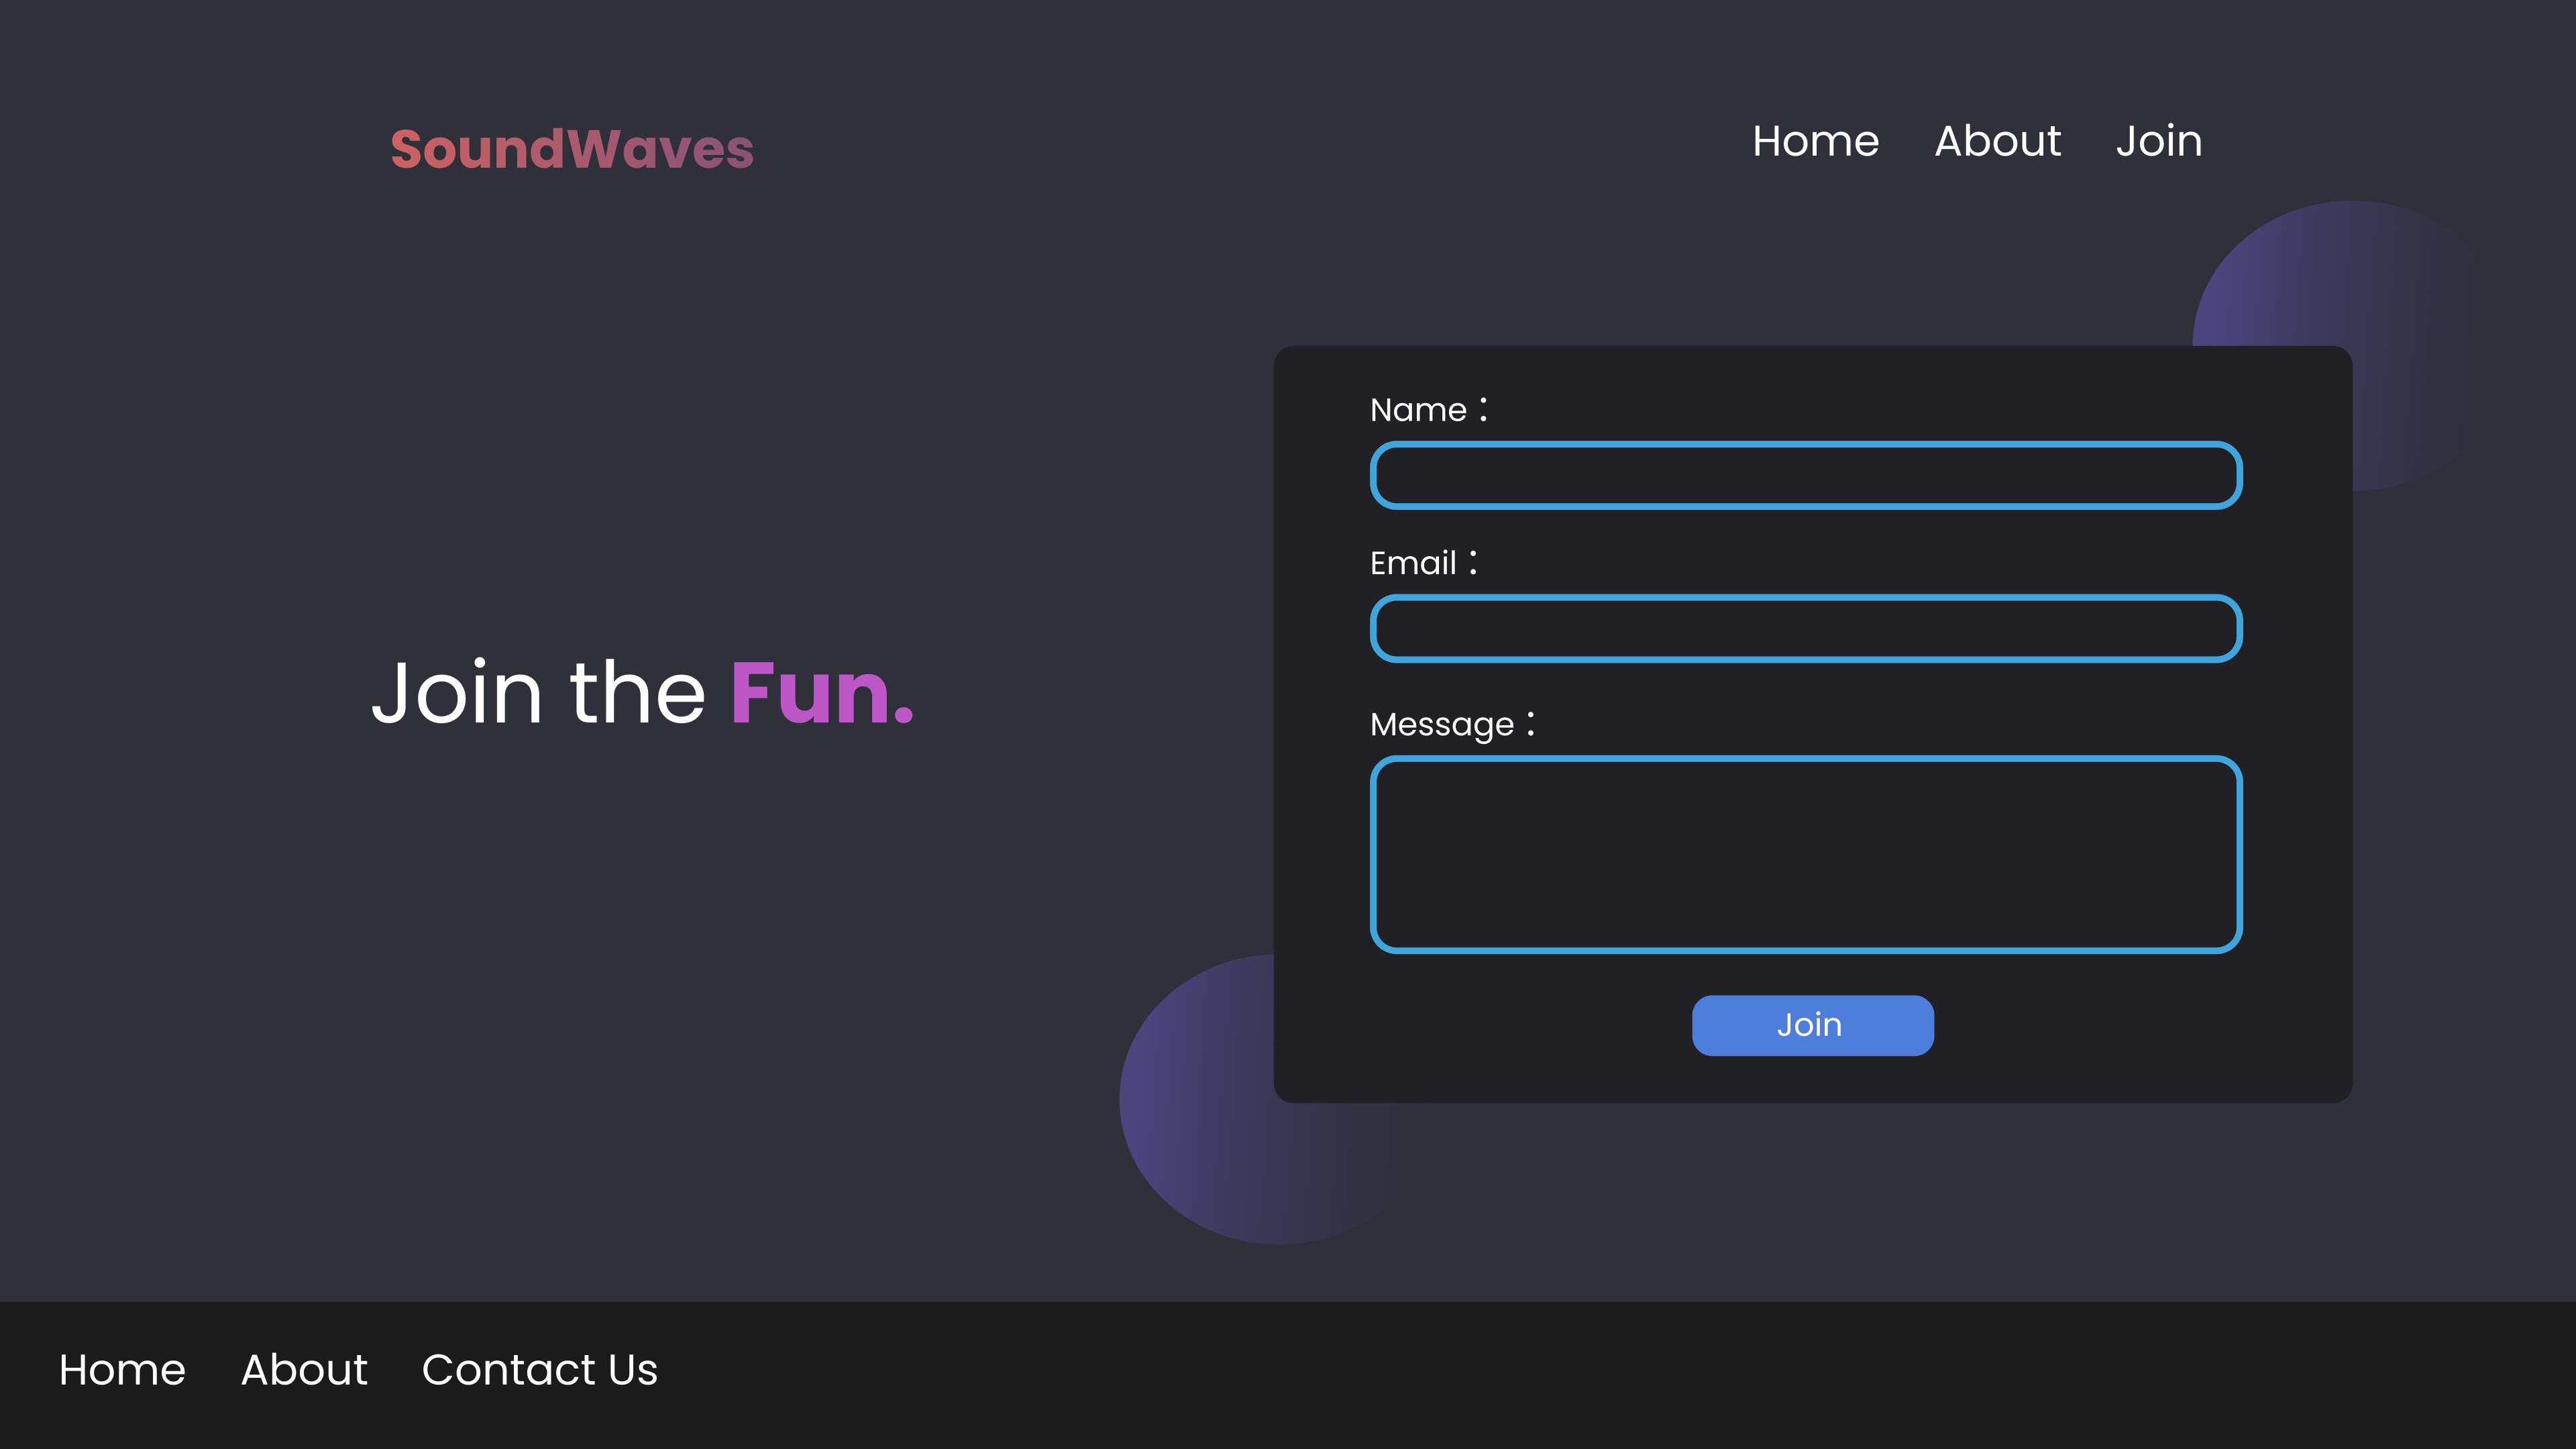 SoundWaves
Home About Join
Name :
Email :
Join the Fun.
Message :
Join
Home About Contact Us